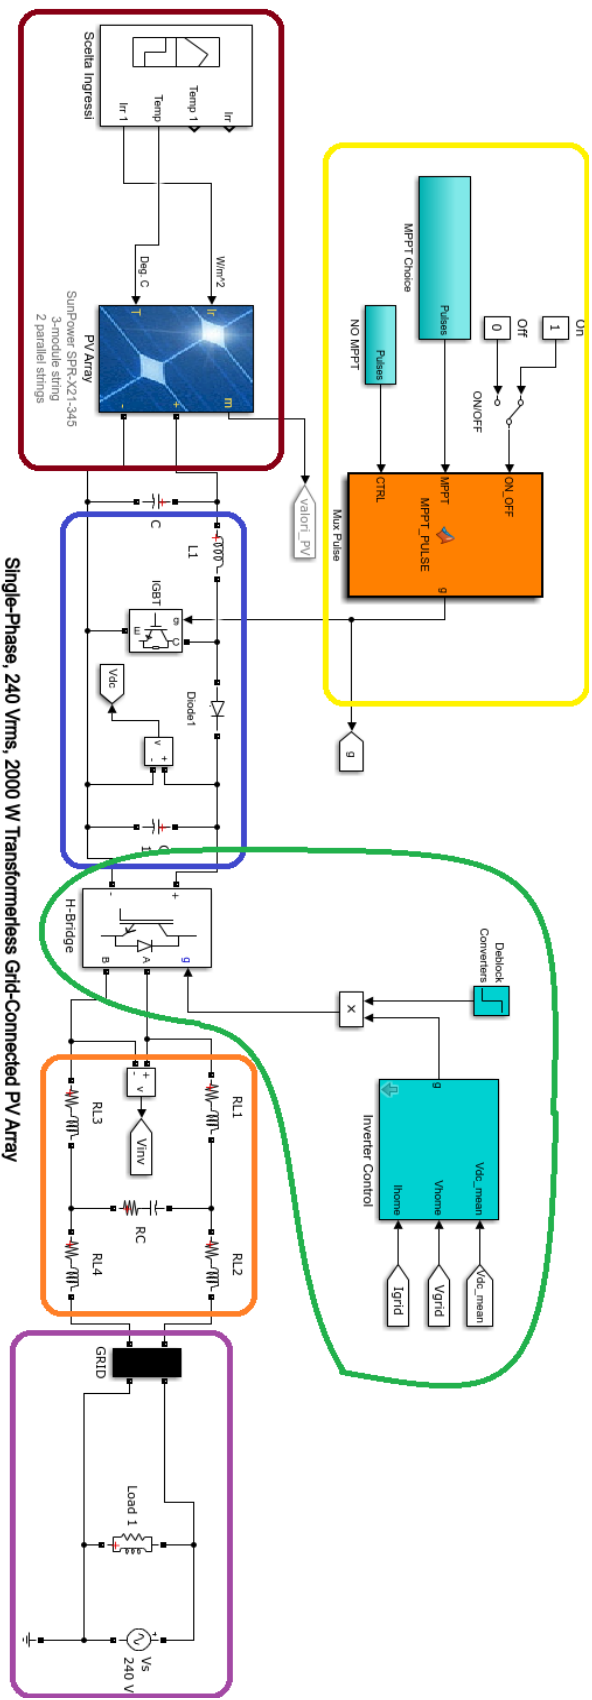 Scelta Ingressi
Irr
Temp 1
Temp
Irr 1
W/m^2
Deg. C
Ir
T
m
+
-
PV Array
SunPower SPR-X21-345
3-module string
2 parallel strings
valori_PV
MPPT Choice
Pulses
NO MPPT
Pulses
On
1
Off
0
ON/OFF
ON_OFF
MPPT
CTRL
MPPT_PULSE
g
Mux Pulse
g
C
L1
IGBT
g
C
E
Diode1
Vdc
+
v
-
H-Bridge
+
-
g
A
B
Deblock
Converters
×
Inverter Control
g
Vdc_mean
Vhome
Ihome
Vdc_mean
Vgrid
Igrid
+
v
-
Vinv
RL1
RL3
RC
RL2
RL4
GRID
Load 1
Vs
240 V
Single-Phase, 240 Vrms, 2000 W Transformerless Grid-Connected PV Array